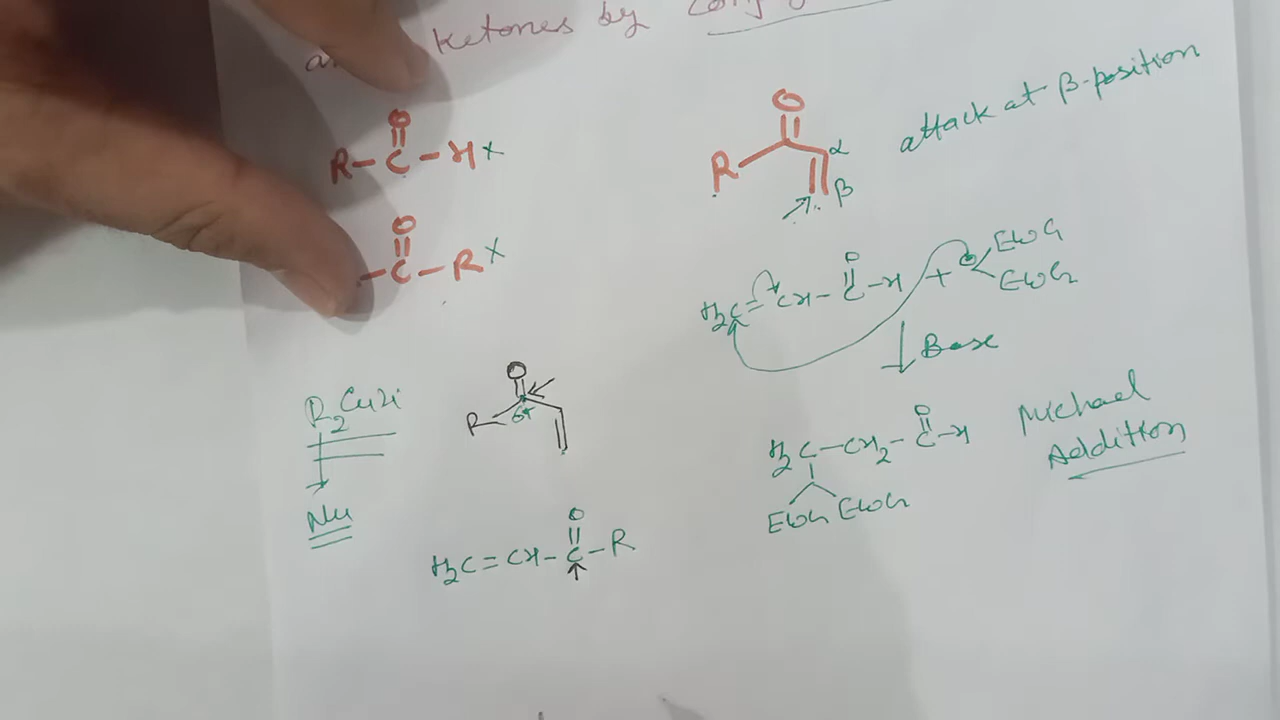 ketones by
O
R-C-H x
O
C-R x
O
R
α
β
attack at β-position
H2C=CH-C-H + EWG
O
EWG
Base
R2CuLi
Nu
O
R
δ+
H2C-CH2-C-H
O
EWG EWG
Michael
Addition
O
H2C=CH-C-R